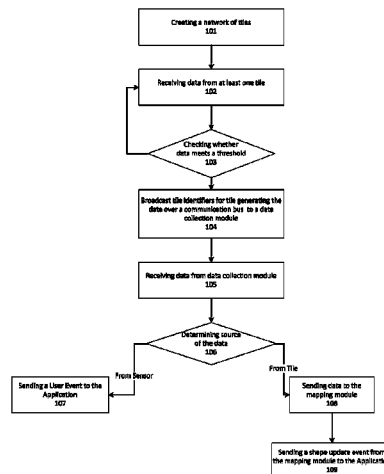 Creating a network of tiles
101
Receiving data from at least one tile
102
Checking whether
data meets a threshold
103
Broadcast tile identifiers for tile generating the
data over a communication bus to a data
collection module
104
Receiving data from data collection module
105
Determining source
of the data
106
From Sensor
From Tile
Sending a User Event to the
Application
107
Sending data to the
mapping module
108
Sending a shape update event from
the mapping module to the Application
109